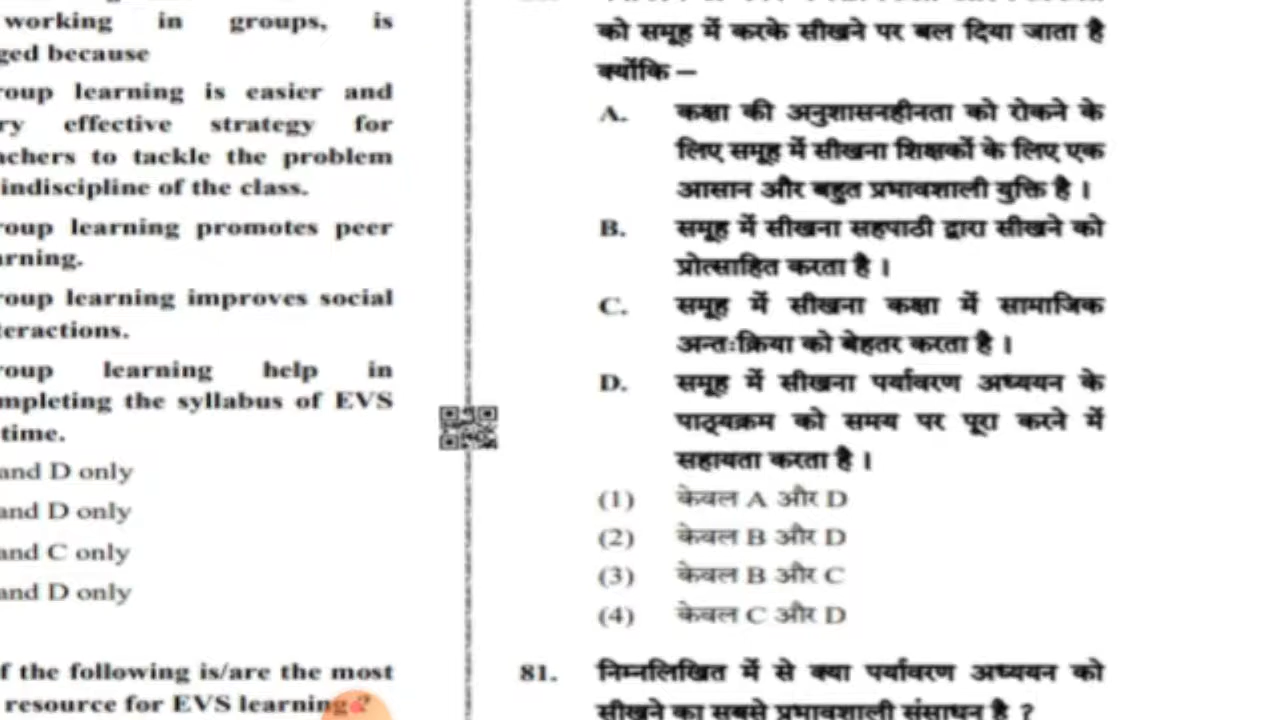 working in groups, is
ged because
roup learning is easier and
ry effective strategy for
achers to tackle the problem
indiscipline of the class.
roup learning promotes peer
arning.
roup learning improves social
teractions.
roup learning help in
mpleting the syllabus of EVS
time.
and D only
and D only
and C only
and D only
f the following is/are the most
resource for EVS learning ?
को समूह में करके सीखने पर बल दिया जाता है
क्योंकि –
A. कक्षा की अनुशासनहीनता को रोकने के
लिए समूह में सीखना शिक्षकों के लिए एक
आसान और बहुत प्रभावशाली युक्ति है ।
B. समूह में सीखना सहपाठी द्वारा सीखने को
प्रोत्साहित करता है ।
C. समूह में सीखना कक्षा में सामाजिक
अन्तःक्रिया को बेहतर करता है ।
D. समूह में सीखना पर्यावरण अध्ययन के
पाठ्यक्रम को समय पर पूरा करने में
सहायता करता है ।
(1) केवल A और D
(2) केवल B और D
(3) केवल B और C
(4) केवल C और D
81. निम्नलिखित में से क्या पर्यावरण अध्ययन को
सीखने का सबसे प्रभावशाली संसाधन है ?